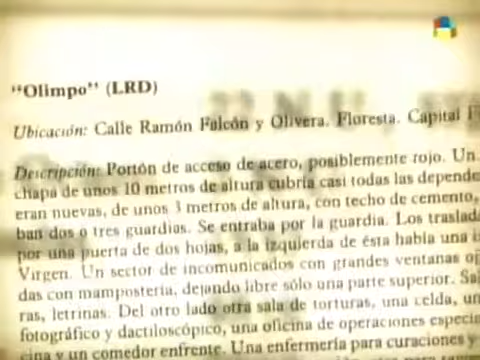 “Olimpo” (LRD)
Ubicación: Calle Ramón Falcón y Olivera. Floresta. Capital F
Descripción: Portón de acceso de acero, posiblemente rojo. Un
chapa de unos 10 metros de altura cubría casi todas las depende
eran nuevas, de unos 3 metros de altura, con techo de cemento,
ban dos o tres guardias. Se entraba por la guardia. Los traslad
por una puerta de dos hojas, a la izquierda de ésta había una i
Virgen. Un sector de incomunicados con grandes ventanas op
das con mampostería, dejando libre sólo una parte superior. Sa
ras, letrinas. Del otro lado otra sala de torturas, una celda, un
fotográfico y dactiloscópico, una oficina de operaciones especia
cina y un comedor enfrente. Una enfermería para curaciones y